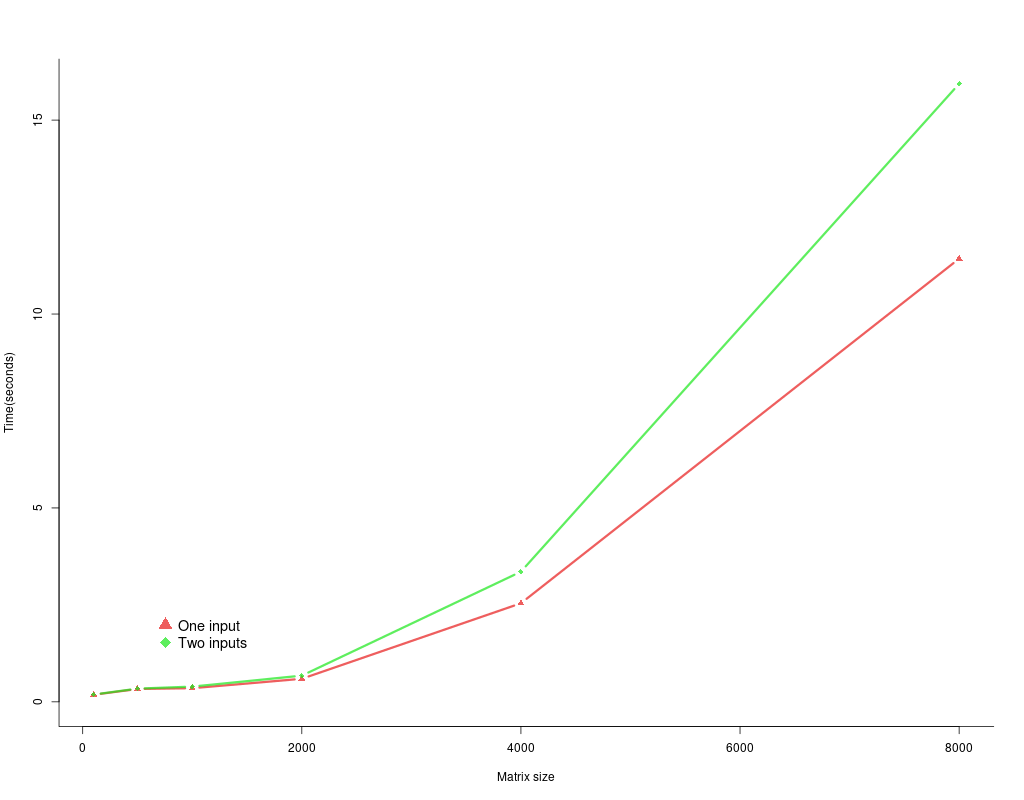 15
10
5
0
Time(seconds)
One input
Two inputs
0 2000 4000 6000 8000
Matrix size